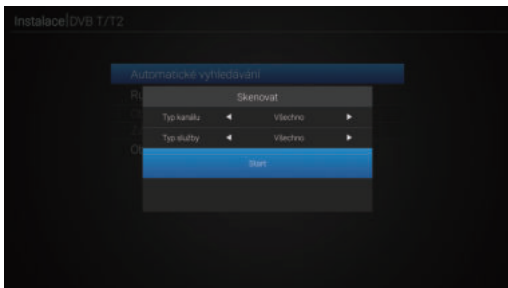 Instalace|DVB T/T2
Automatické vyhledávání
Skenovat
Typ kanálu ◀ Všechno ▶
Typ služby ◀ Všechno ▶
Start